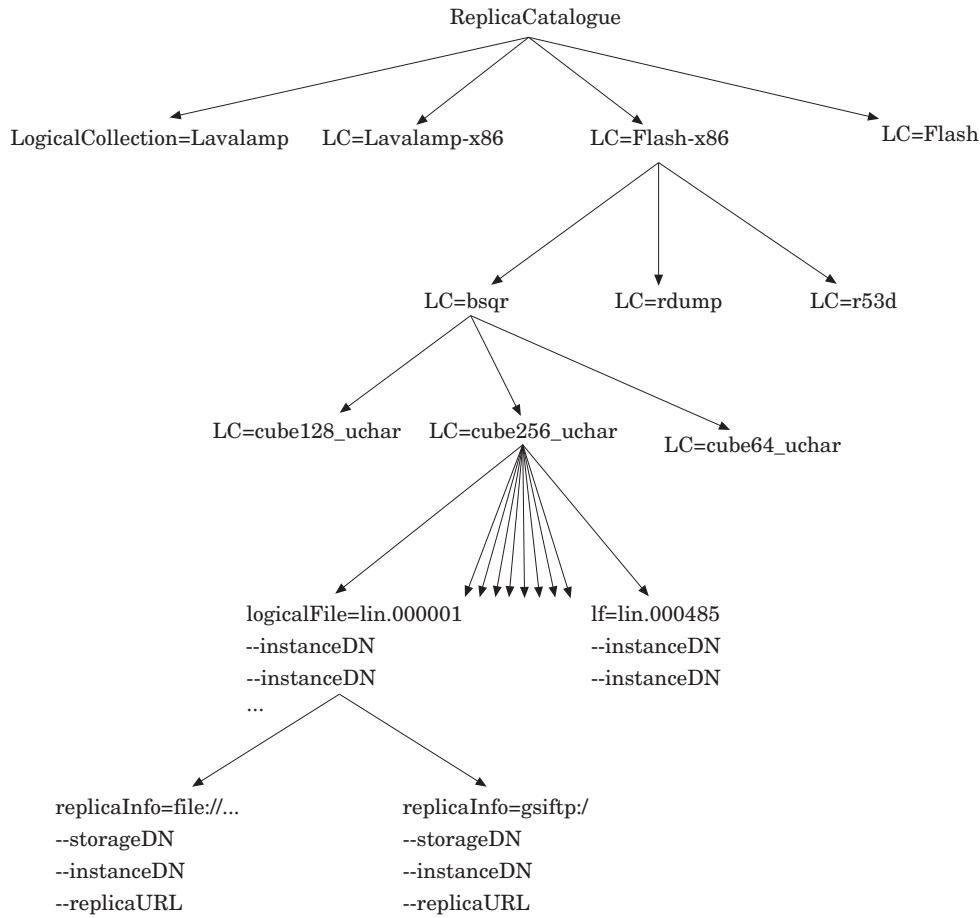 ReplicaCatalogue
LogicalCollection=Lavalamp
LC=Lavalamp-x86
LC=Flash-x86
LC=Flash
LC=bsqr
LC=rdump
LC=r53d
LC=cube128_uchar
LC=cube256_uchar
LC=cube64_uchar
logicalFile=lin.000001
--instanceDN
--instanceDN
...
lf=lin.000485
--instanceDN
--instanceDN
replicaInfo=file://...
--storageDN
--instanceDN
--replicaURL
replicaInfo=gsiftp:/
--storageDN
--instanceDN
--replicaURL